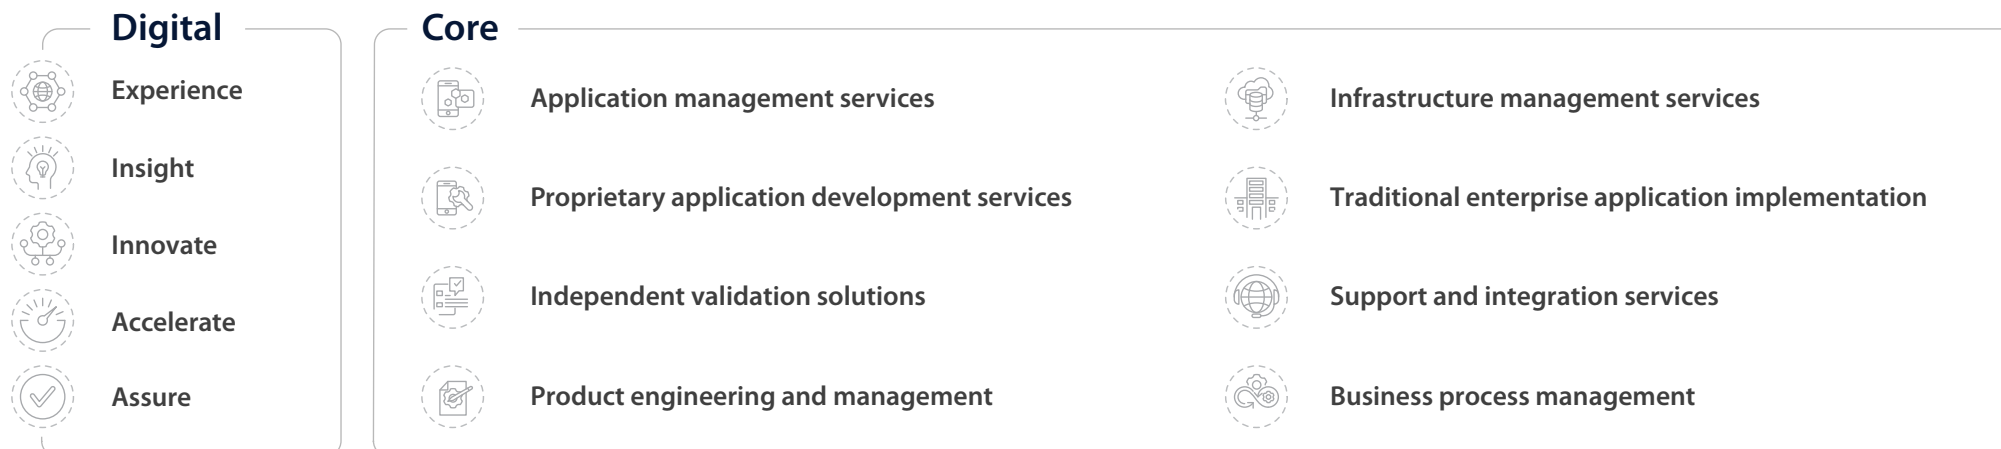 Digital
Experience
Insight
Innovate
Accelerate
Assure
Core
Application management services
Proprietary application development services
Independent validation solutions
Product engineering and management
Infrastructure management services
Traditional enterprise application implementation
Support and integration services
Business process management